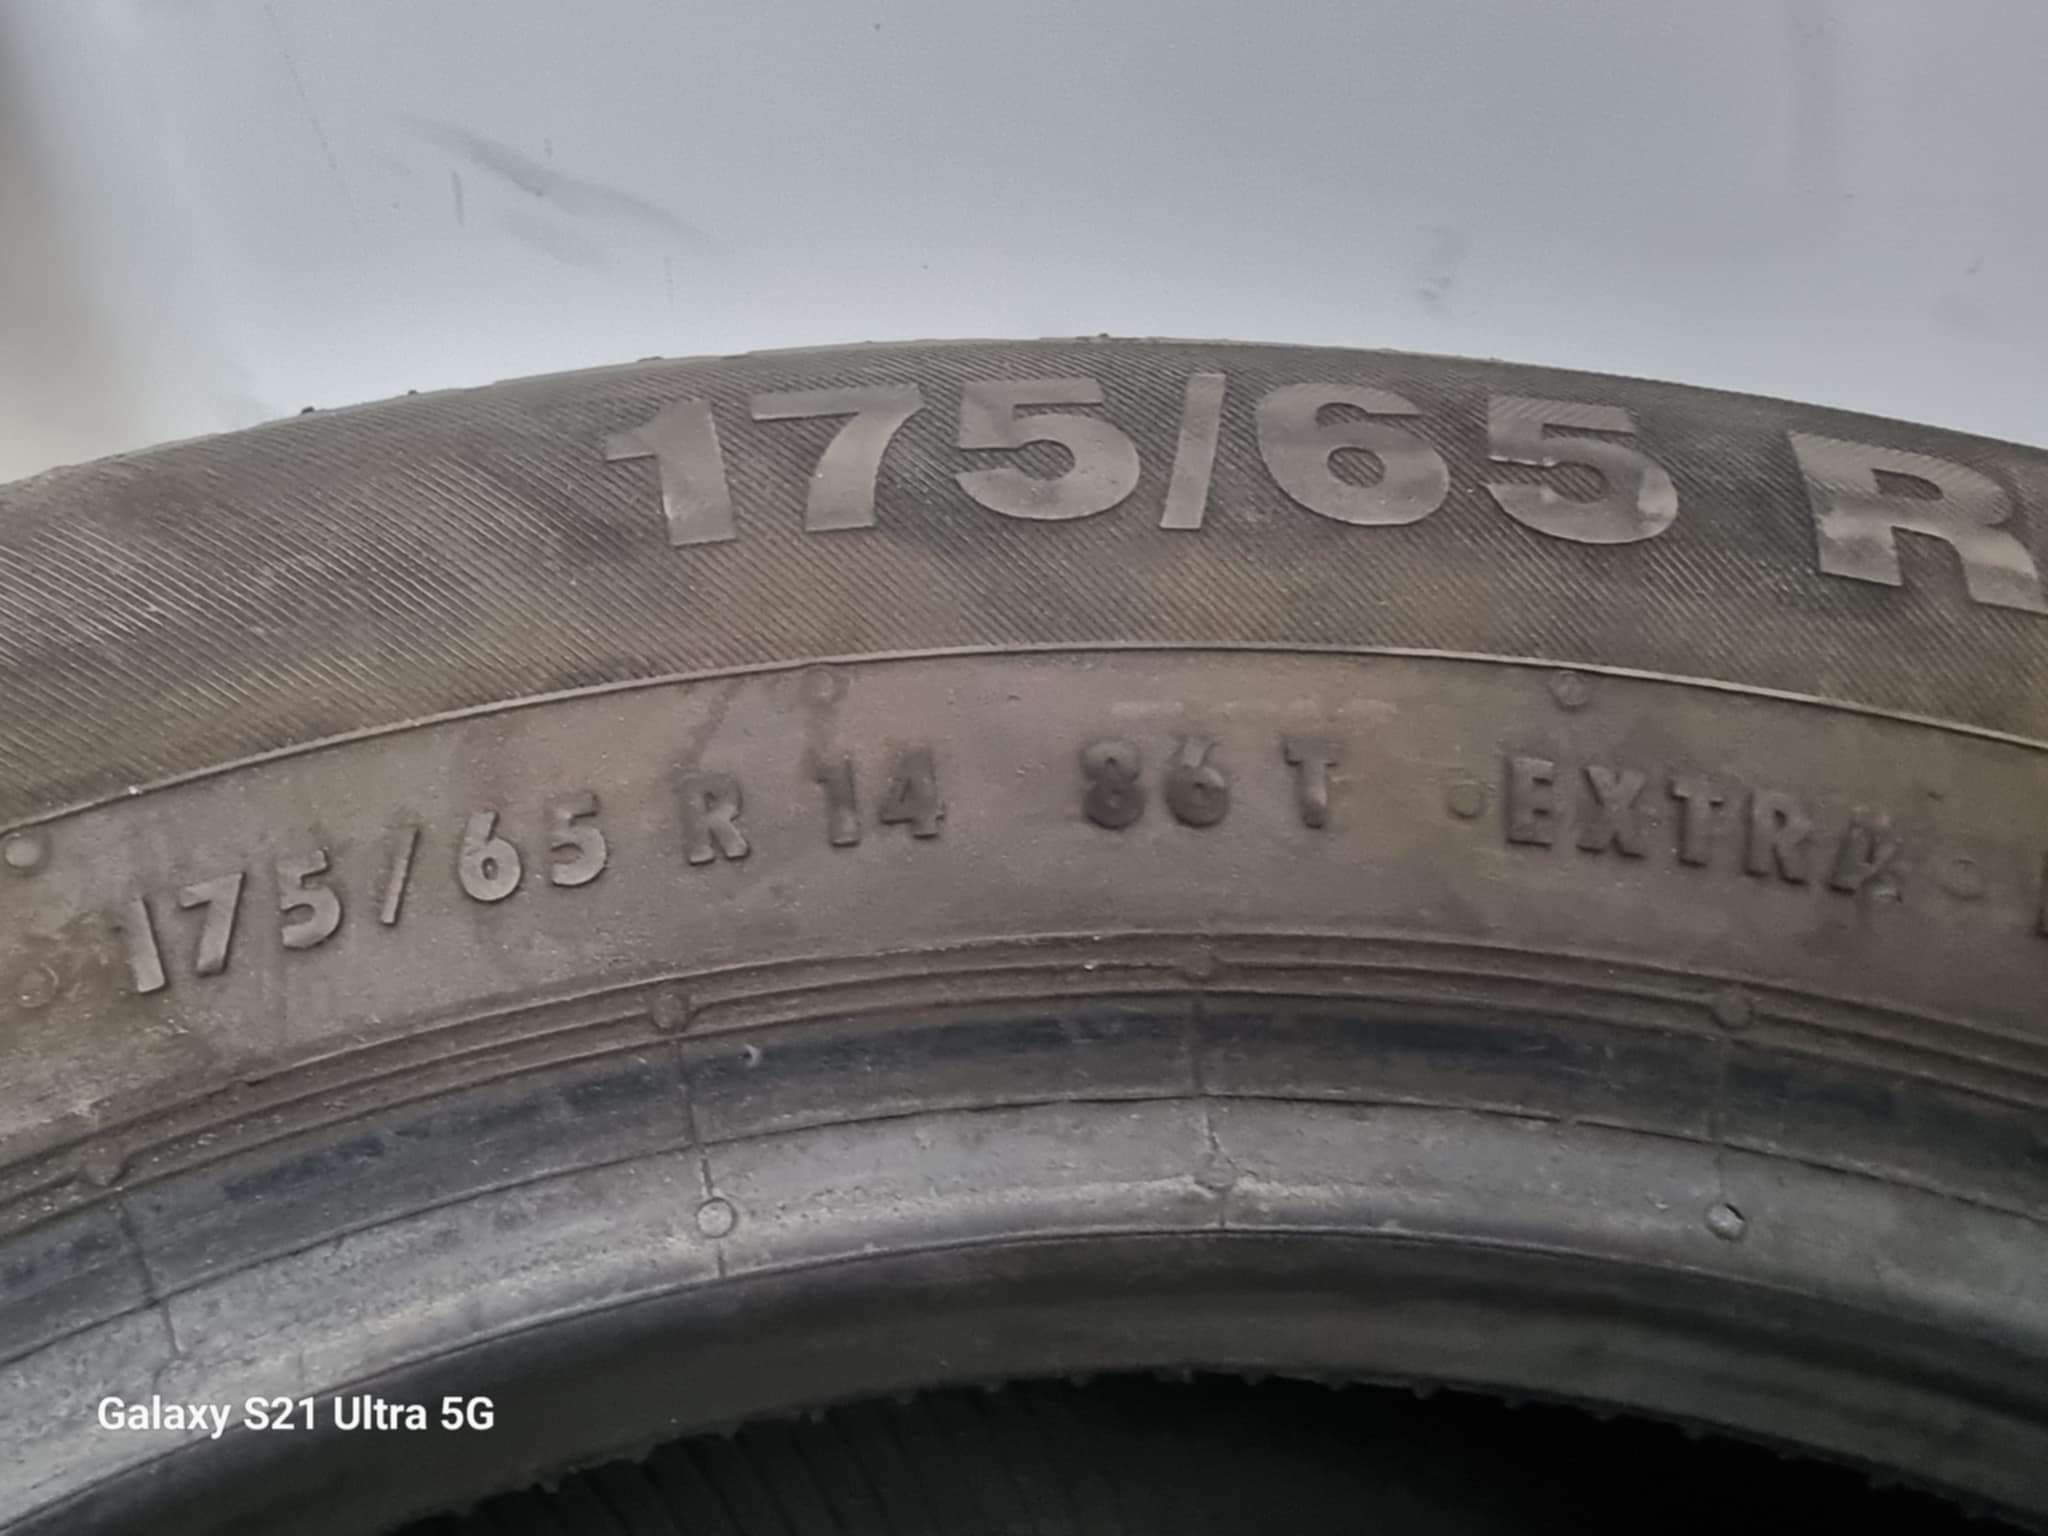 175/65 R
175/65 R 14 86 T EXTRA
Galaxy S21 Ultra 5G